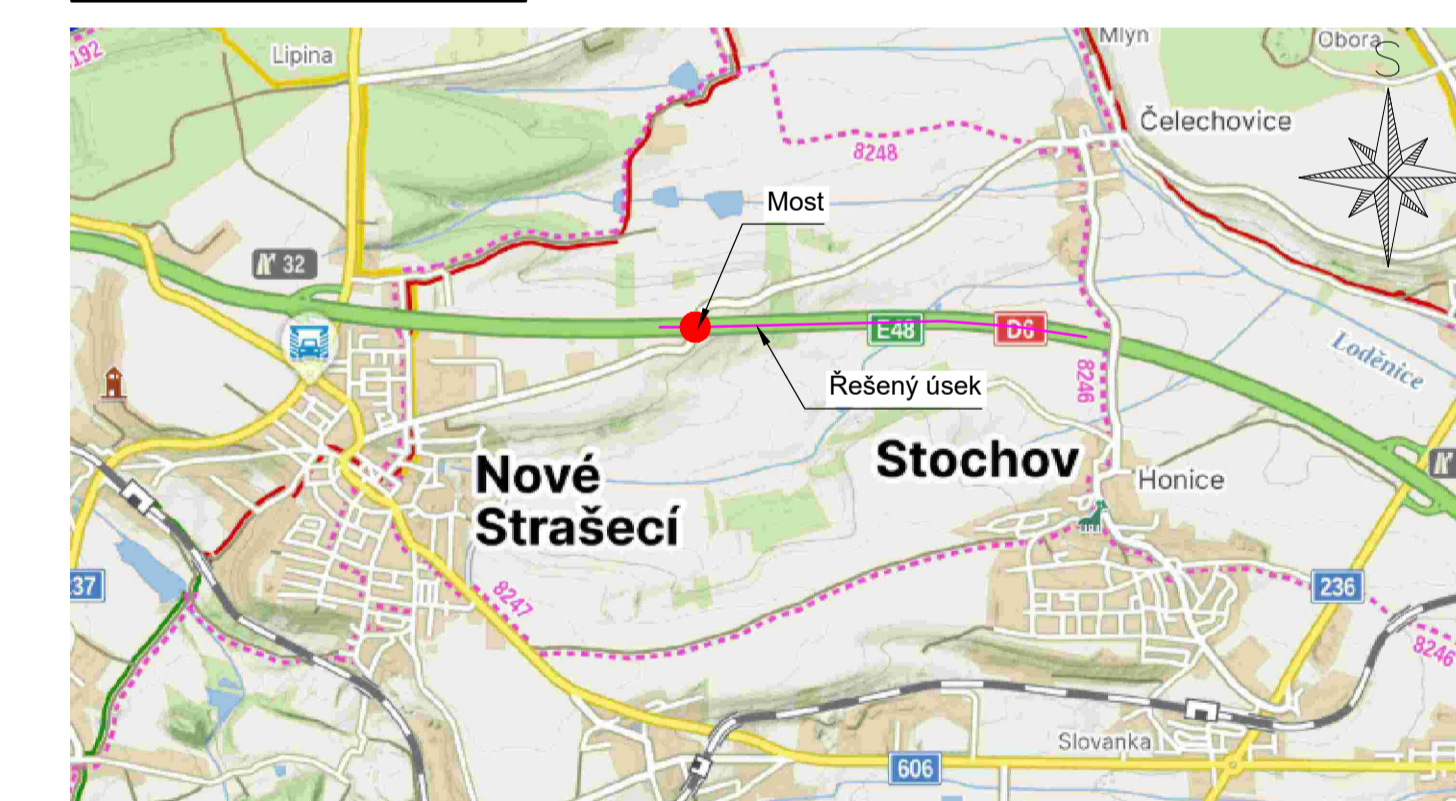 192
Lipina
Mlýn
Obora
S
Čelechovice
8248
Most
32
E48
D6
Loděnice
Řešený úsek
8246
Stochov
Honice
Nové
Strašecí
237
8247
236
8246
Slovanka
606